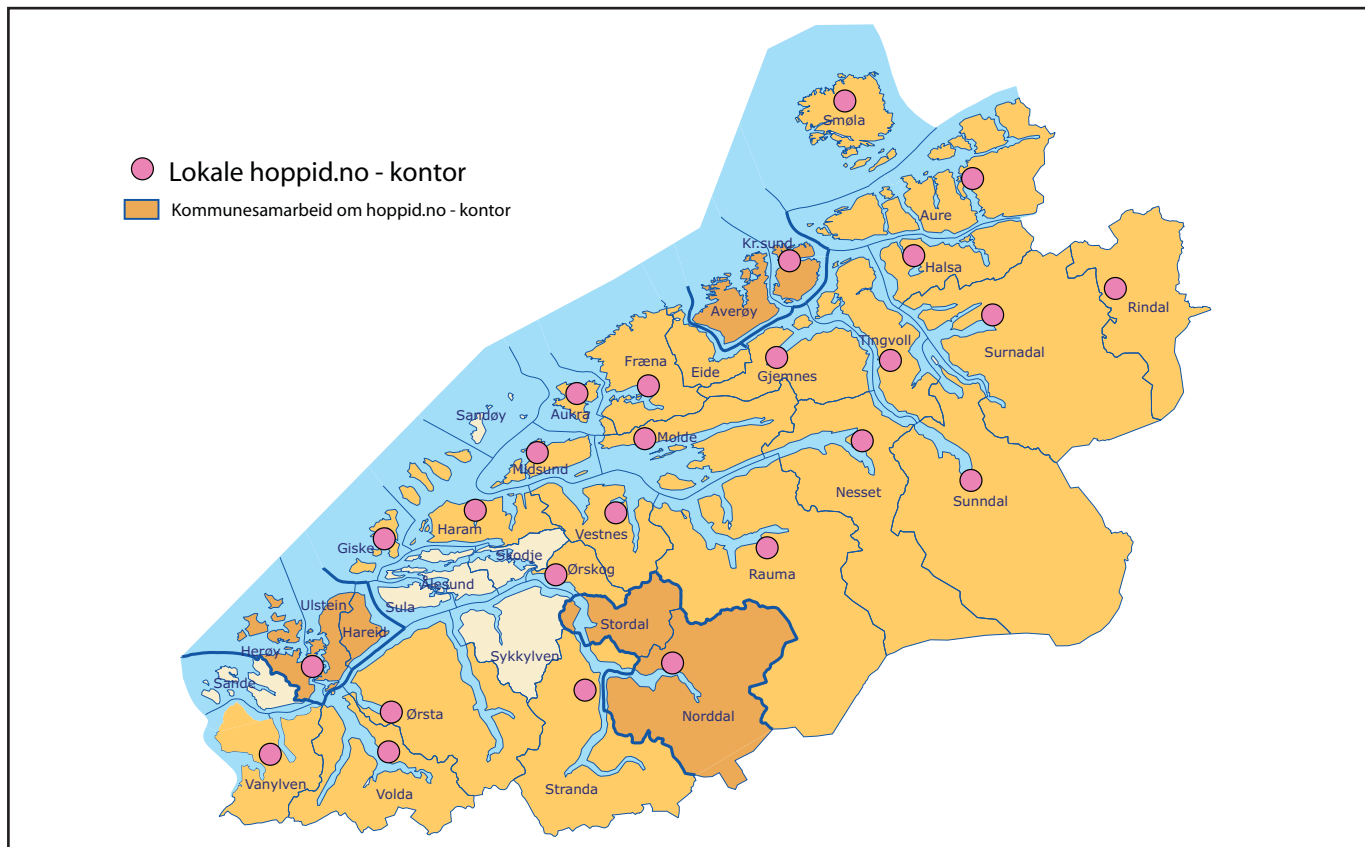 Lokale hoppid.no - kontor
Kommunesamarbeid om hoppid.no - kontor
Smøla
Aure
Kr.sund
Halsa
Averøy
Rindal
Tingvoll
Surnadal
Fræna
Eide
Gjemnes
Sandøy
Aukra
Molde
Midsund
Nesset
Sunndal
Haram
Vestnes
Giske
Skodje
Rauma
Ørskog
Ålesund
Ulstein
Sula
Stordal
Hareid
Herøy
Sykkylven
Sande
Ørsta
Norddal
Vanylven
Stranda
Volda